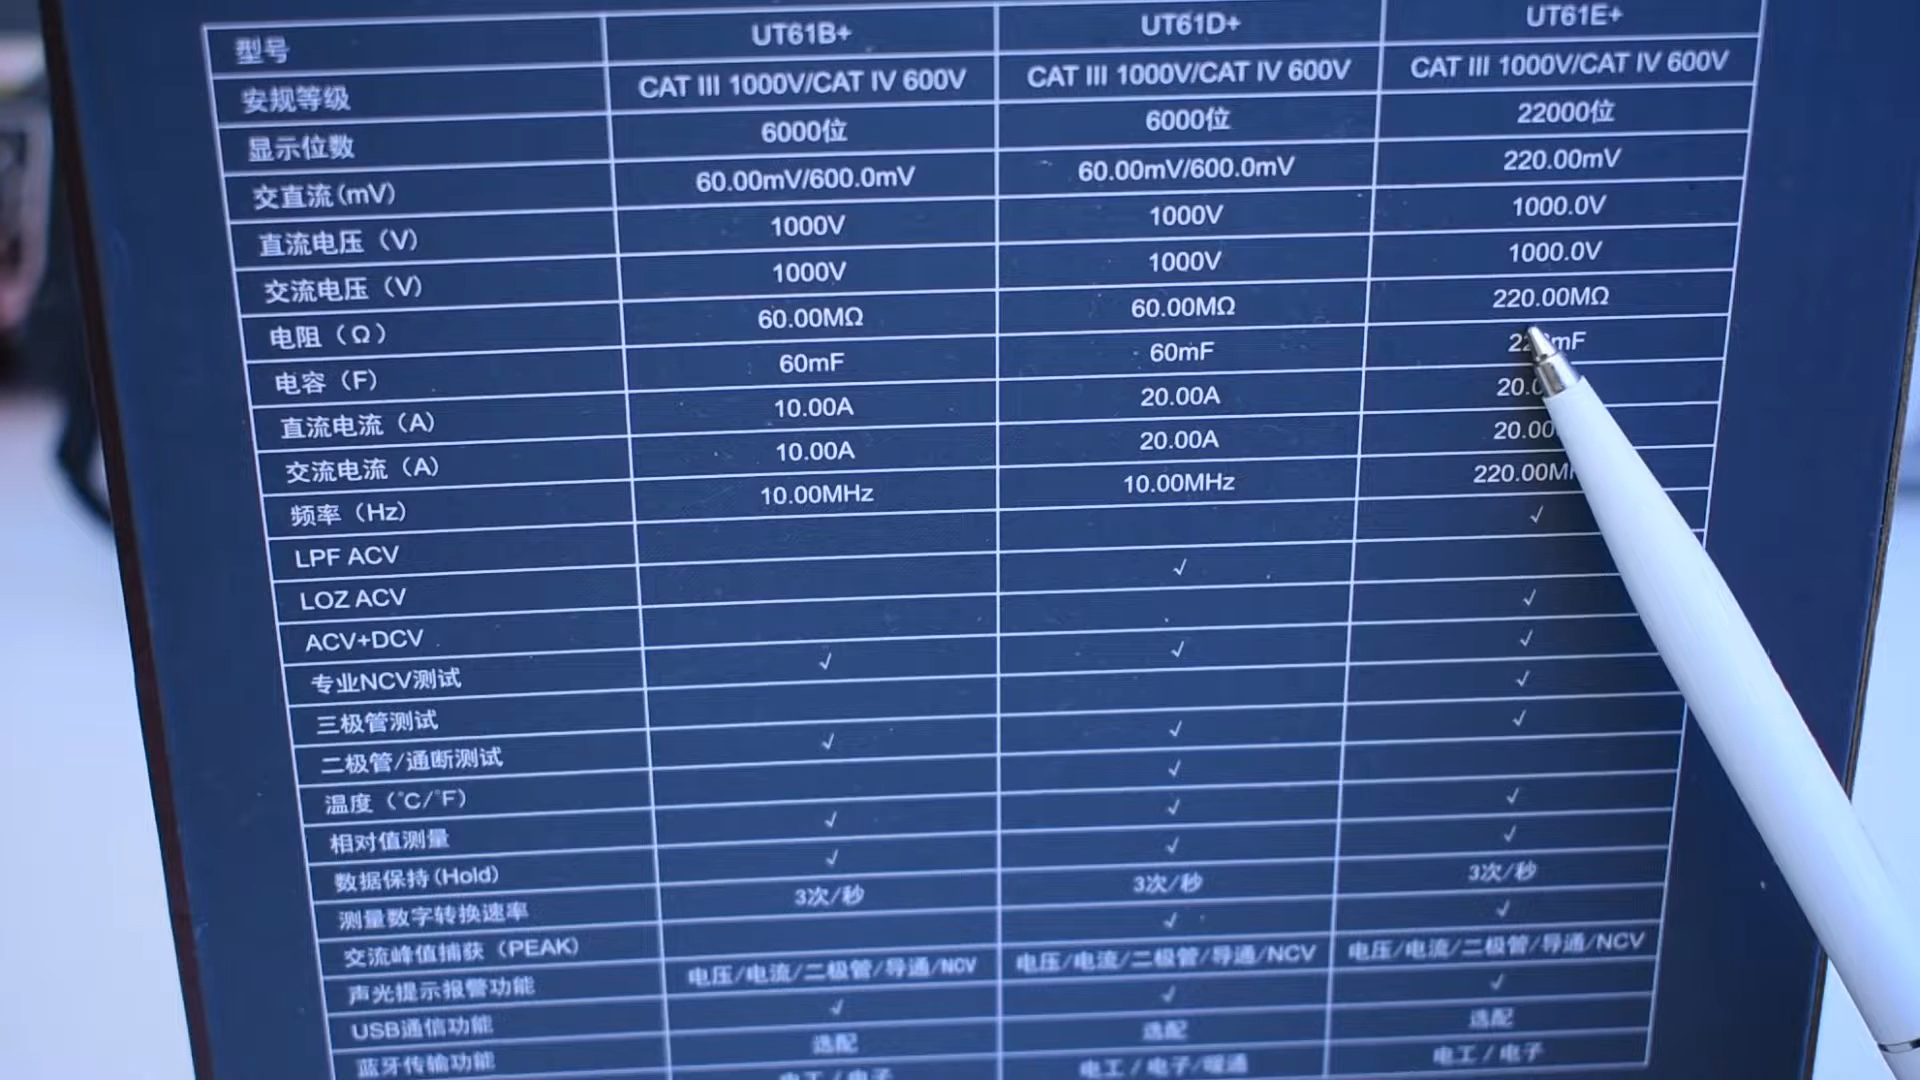 型号 UT61B+ UT61D+ UT61E+
安规等级 CAT III 1000V/CAT IV 600V CAT III 1000V/CAT IV 600V CAT III 1000V/CAT IV 600V
显示位数 6000位 6000位 22000位
交直流(mV) 60.00mV/600.0mV 60.00mV/600.0mV 220.00mV
直流电压（V） 1000V 1000V 1000.0V
交流电压（V） 1000V 1000V 1000.0V
电阻（Ω） 60.00MΩ 60.00MΩ 220.00MΩ
电容（F） 60mF 60mF
直流电流（A） 10.00A 20.00A
交流电流（A） 10.00A 20.00A 20.00
频率（Hz） 10.00MHz 10.00MHz 220.00M
LPF ACV √
LOZ ACV √
ACV+DCV √
专业NCV测试 √ √ √
三极管测试 √
二极管/通断测试 √ √ √
温度（°C/°F） √
相对值测量 √ √ √
数据保持(Hold) √ √ √
测量数字转换速率 3次/秒 3次/秒 3次/秒
交流峰值捕获（PEAK） √ √
声光提示报警功能 电压/电流/二极管/导通/NCV 电压/电流/二极管/导通/NCV 电压/电流/二极管/导通/NCV
USB通信功能 √ √ √
蓝牙传输功能 选配 选配 选配
电工/电子 电工/电子/暖通 电工/电子